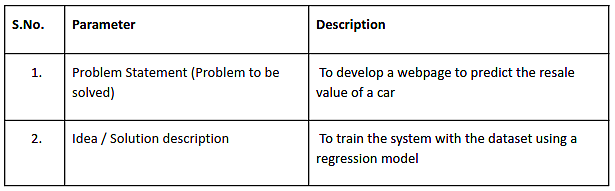 S.No. Parameter Description
1. Problem Statement (Problem to be To develop a webpage to predict the resale
solved) value of a car
2. Idea / Solution description To train the system with the dataset using a
regression model